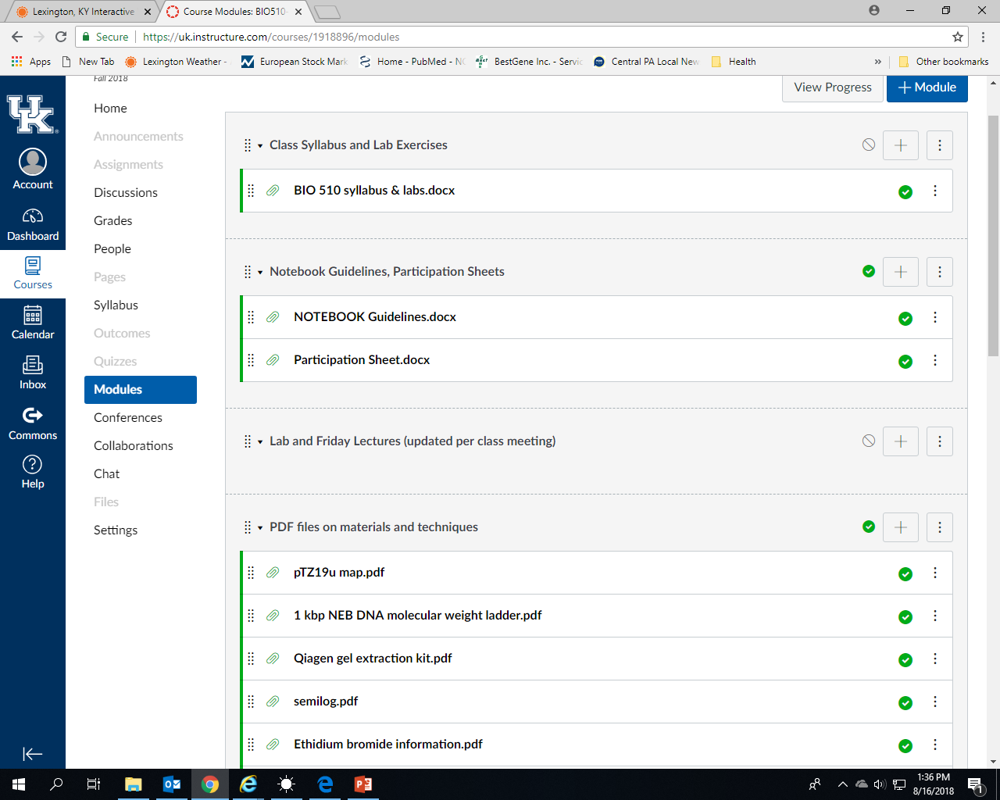 Lexington, KY Interactive
Course Modules: BIO510-
Secure
https://uk.instructure.com/courses/1918896/modules
Apps
New Tab
Lexington Weather -
European Stock Mark
Home - PubMed - NC
BestGene Inc. - Servic
Central PA Local New
Health
»
Other bookmarks
UK
Account
Dashboard
Courses
Calendar
Inbox
Commons
Help
Fall 2018
Home
Announcements
Assignments
Discussions
Grades
People
Pages
Syllabus
Outcomes
Quizzes
Modules
Conferences
Collaborations
Chat
Files
Settings
View Progress
+ Module
Class Syllabus and Lab Exercises
BIO 510 syllabus & labs.docx
Notebook Guidelines, Participation Sheets
NOTEBOOK Guidelines.docx
Participation Sheet.docx
Lab and Friday Lectures (updated per class meeting)
PDF files on materials and techniques
pTZ19u map.pdf
1 kbp NEB DNA molecular weight ladder.pdf
Qiagen gel extraction kit.pdf
semilog.pdf
Ethidium bromide information.pdf
1:36 PM
8/16/2018
1